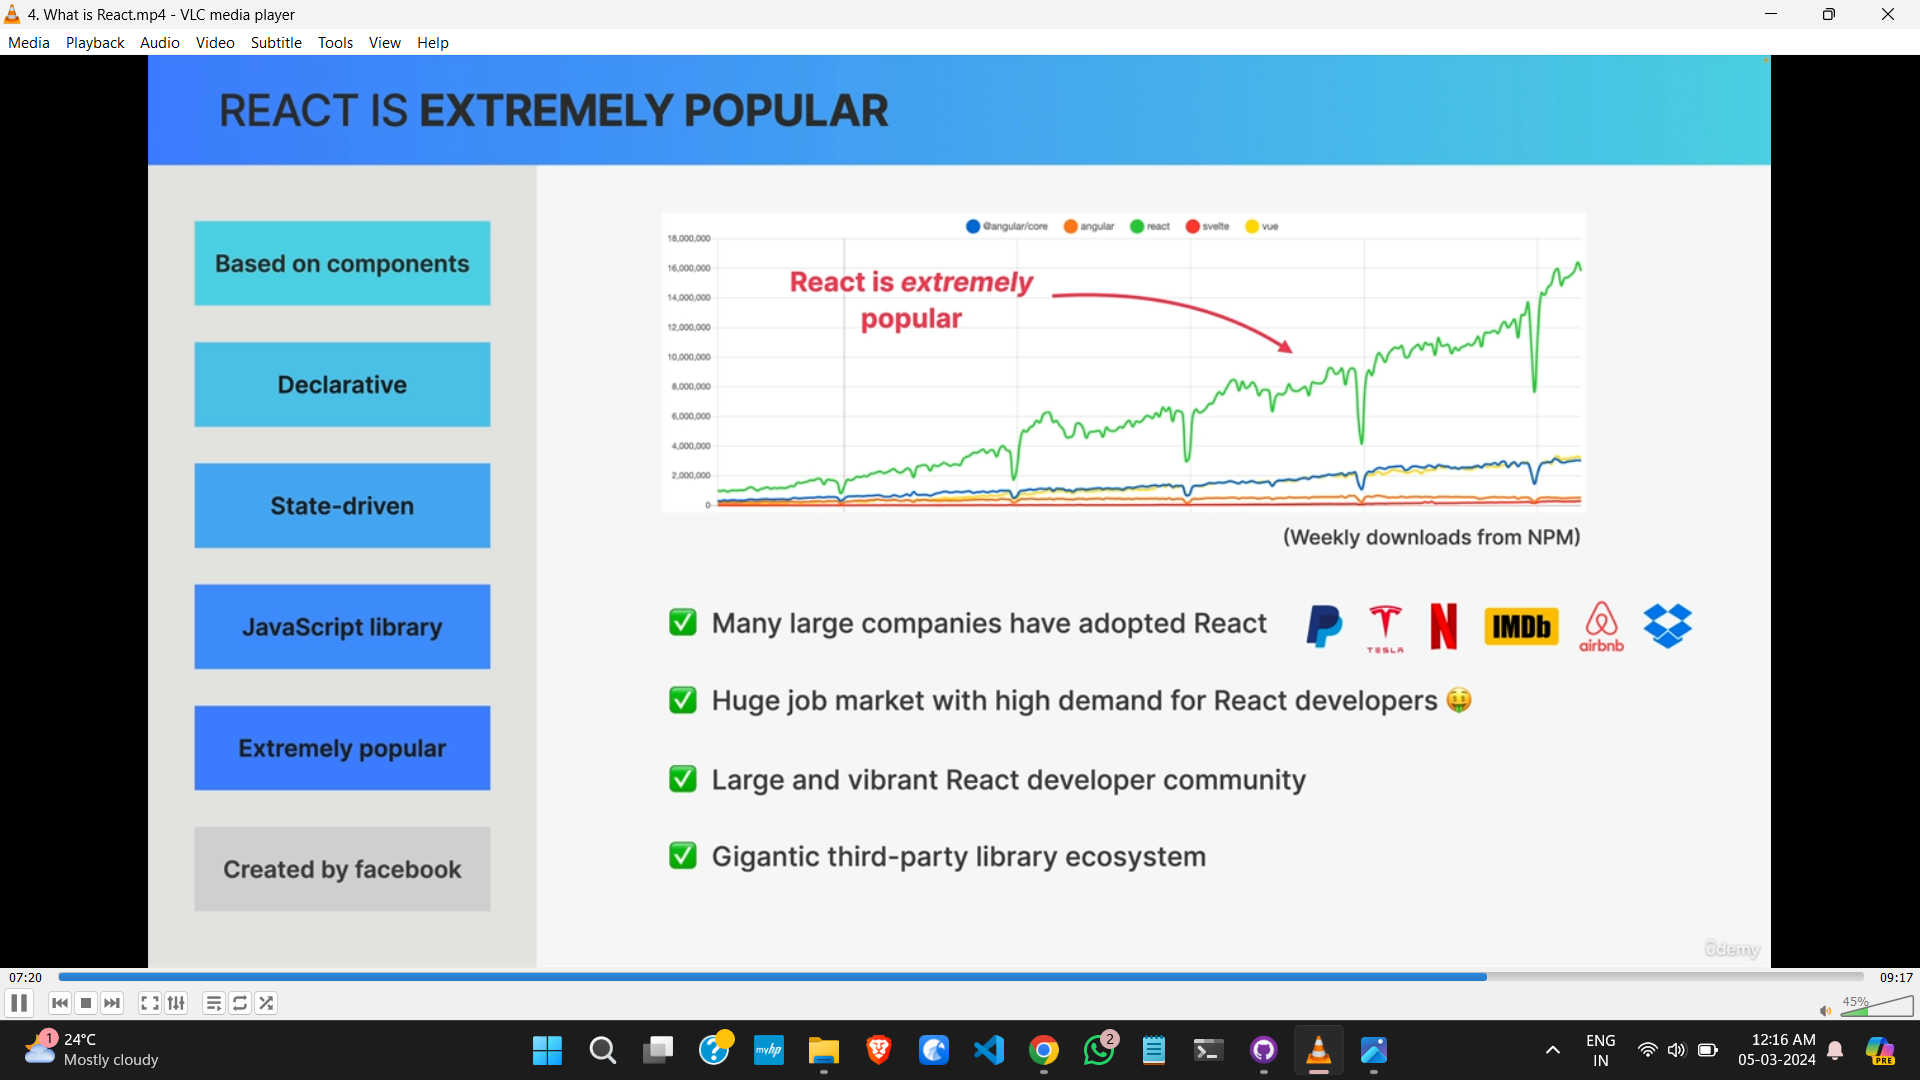 4. What is React.mp4 - VLC media player
Media Playback Audio Video Subtitle Tools View Help
REACT IS EXTREMELY POPULAR
Based on components
Declarative
State-driven
JavaScript library
Extremely popular
Created by facebook
@angular/core angular react svelte vue
18,000,000
16,000,000
14,000,000
12,000,000
10,000,000
8,000,000
6,000,000
4,000,000
2,000,000
0
React is extremely
popular
(Weekly downloads from NPM)
✅ Many large companies have adopted React
TESLA
N
IMDb
airbnb
✅ Huge job market with high demand for React developers 🤑
✅ Large and vibrant React developer community
✅ Gigantic third-party library ecosystem
ûdemy
07:20
09:17
45%
1
24°C
Mostly cloudy
?
myhp
2
ENG
IN
12:16 AM
05-03-2024
PRE